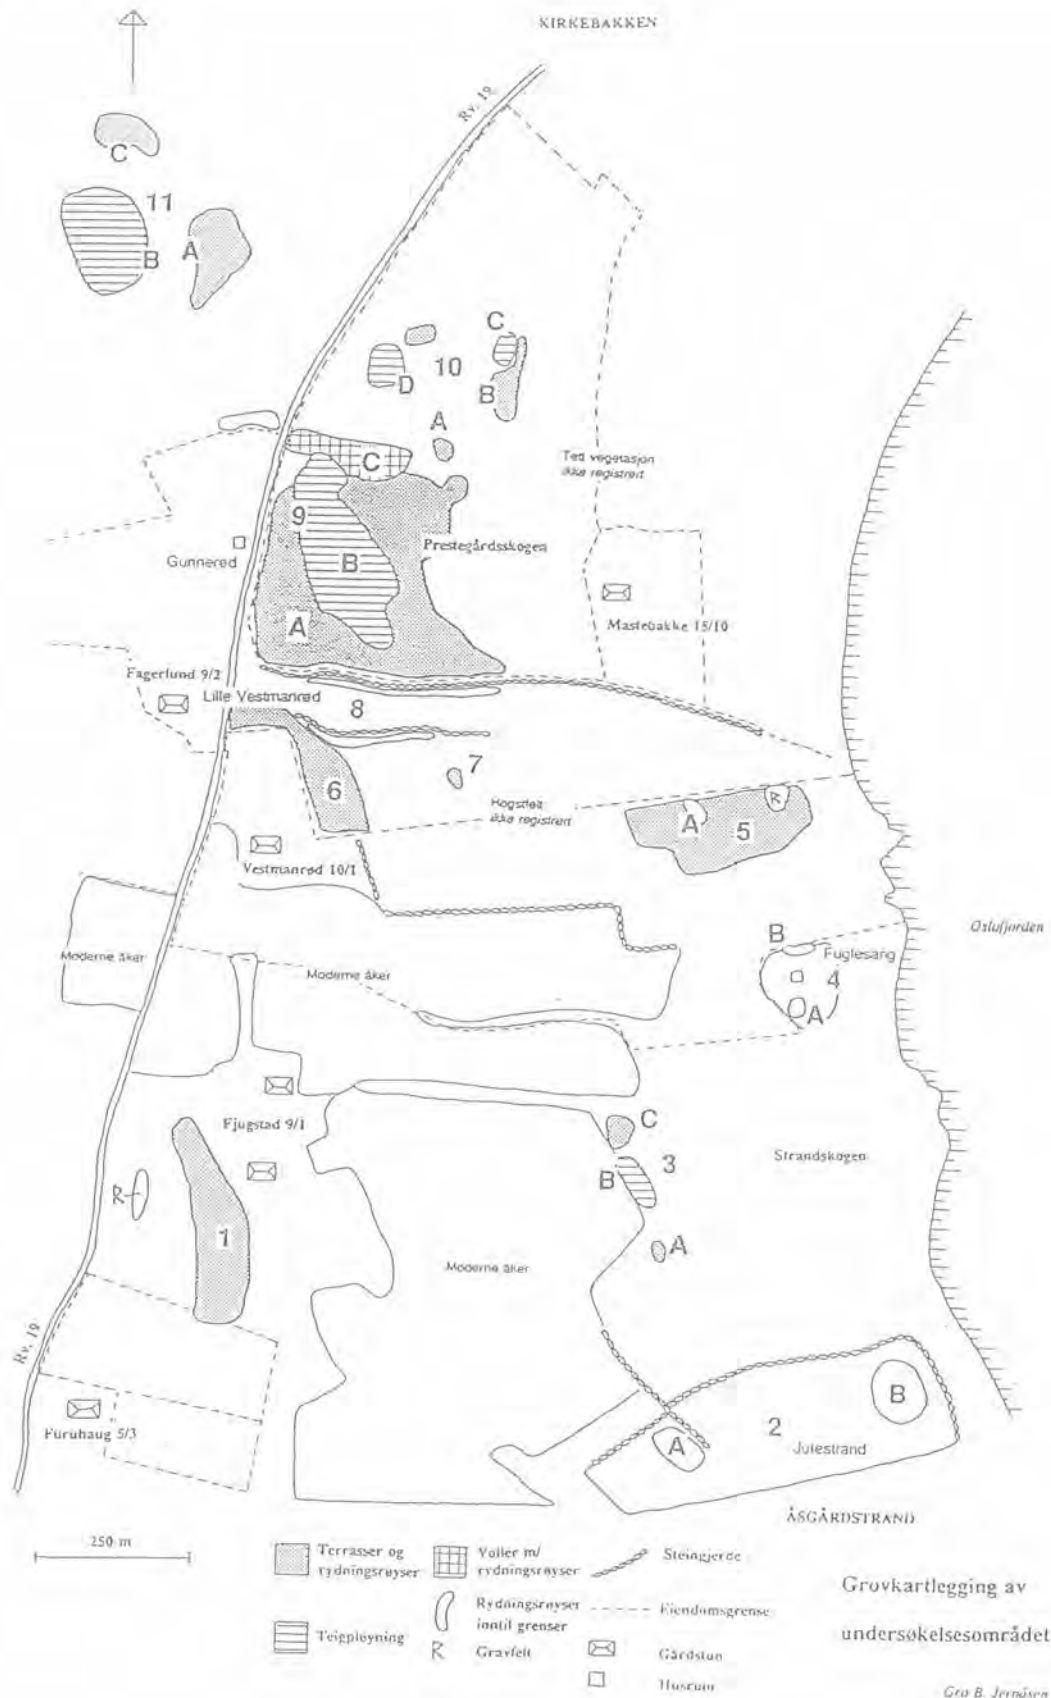 KIRKEBAKKEN
Rv. 19
C
11
B
A
C
10
D
B
A
C
Tett vegetasjon
ikke registrert
9
Gunnerød
B
Prestegårdsskogen
A
Mastebakke 15/10
Fagerlund 9/2
Lille Vestmanrød
8
7
6
Hogstfelt
ikke registrert
R
A
5
Vestmanrød 10/1
Oslofjorden
B
Fuglesang
4
A
Moderne åker
Moderne åker
Fjugstad 9/1
C
3
B
Strandskogen
R
1
A
Moderne åker
Rv. 19
B
2
A
Julestrand
Furuhaug 5/3
ÅSGÅRDSTRAND
250 m
Terrasser og
rydningsrøyser
Voller m/
rydningsrøyser
Steingjerde
Rydningsrøyser
inntil grenser
Eiendomsgrense
Teigpløyning
R
Gravfelt
Gårdstun
Husrum
Grovkartlegging av
undersøkelsesområdet
Gro B. Jerpåsen